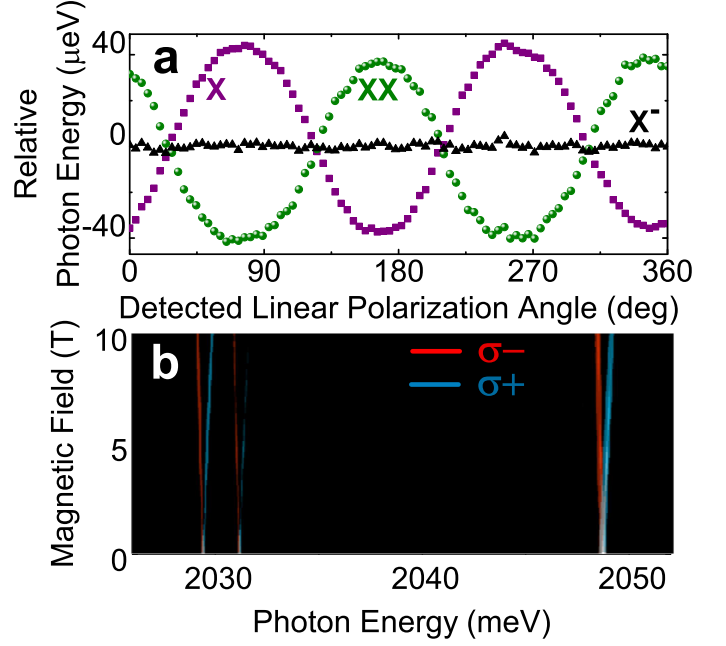 a
X
XX
X-
40
0
-40
Relative
Photon Energy (μeV)
0
90
180
270
360
Detected Linear Polarization Angle (deg)
b
σ−
σ+
10
5
0
Magnetic Field (T)
2030
2040
2050
Photon Energy (meV)